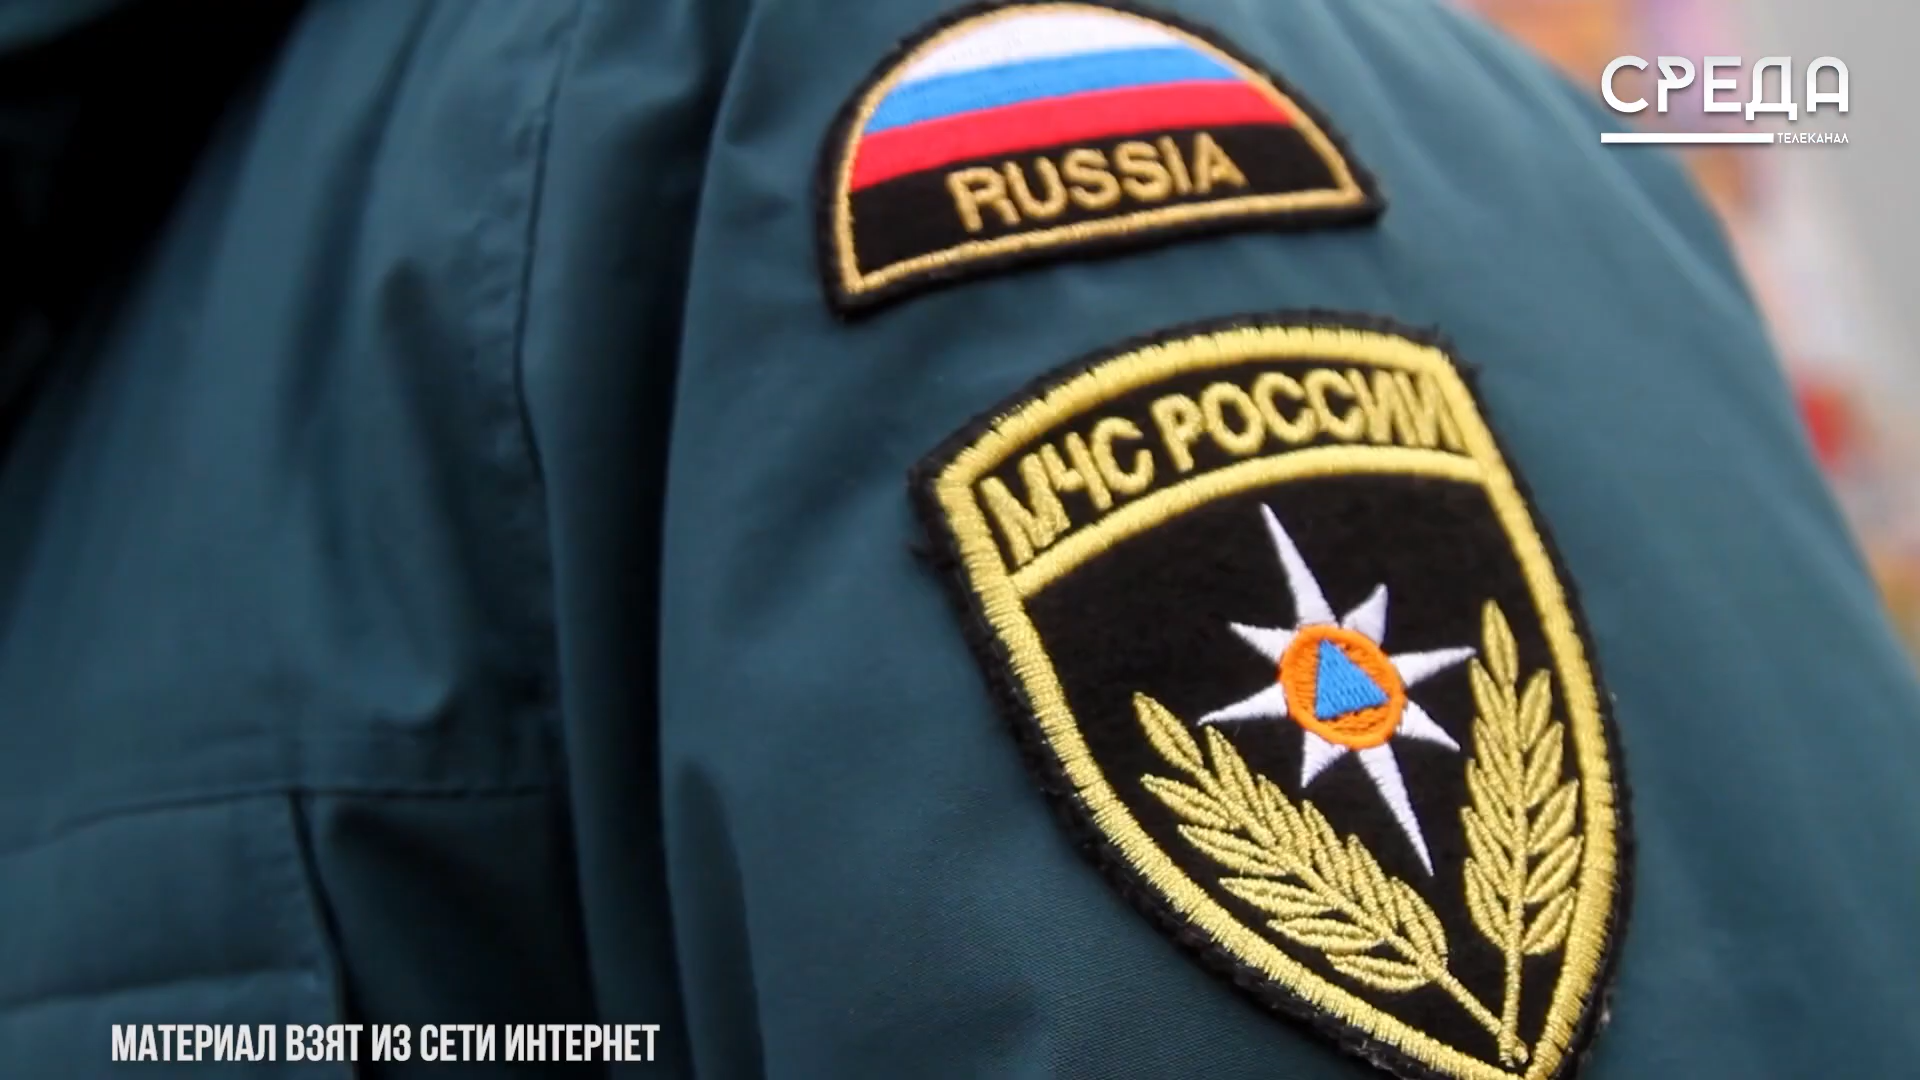 СРЕДА
ТЕЛЕКАНАЛ
RUSSIA
МЧС РОССИИ
МАТЕРИАЛ ВЗЯТ ИЗ СЕТИ ИНТЕРНЕТ